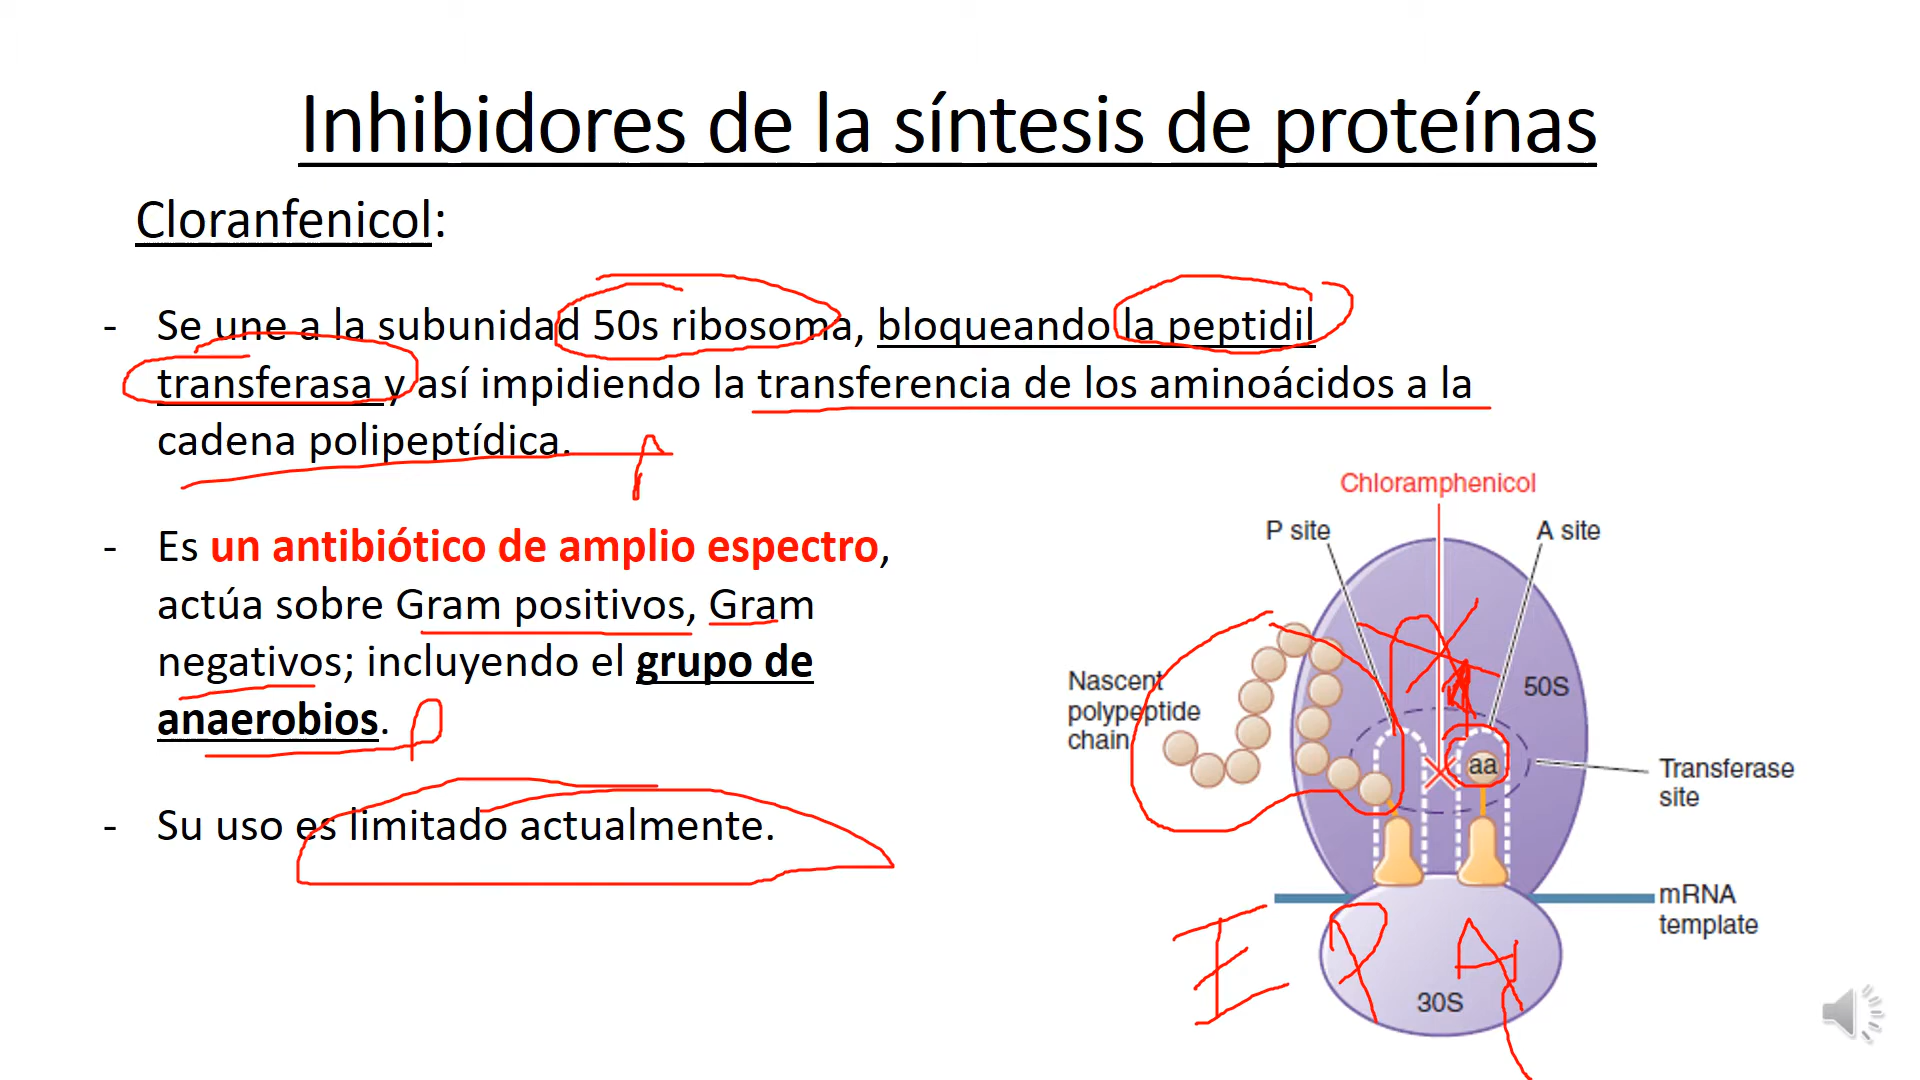 Inhibidores de la síntesis de proteínas
Cloranfenicol:
- Se une a la subunidad 50s ribosoma, bloqueando la peptidil
transferasa y así impidiendo la transferencia de los aminoácidos a la
cadena polipeptídica.
- Es un antibiótico de amplio espectro,
actúa sobre Gram positivos, Gram
negativos; incluyendo el grupo de
anaerobios.
- Su uso es limitado actualmente.
Chloramphenicol
P site
A site
50S
Nascent
polypeptide
chain
aa
Transferase
site
mRNA
template
E P A
30S